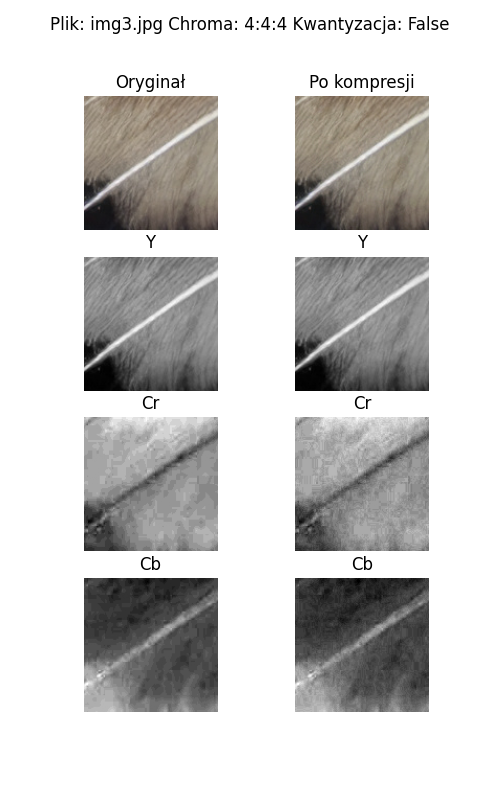 Plik: img3.jpg Chroma: 4:4:4 Kwantyzacja: False
Oryginał Po kompresji
Y Y
Cr Cr
Cb Cb